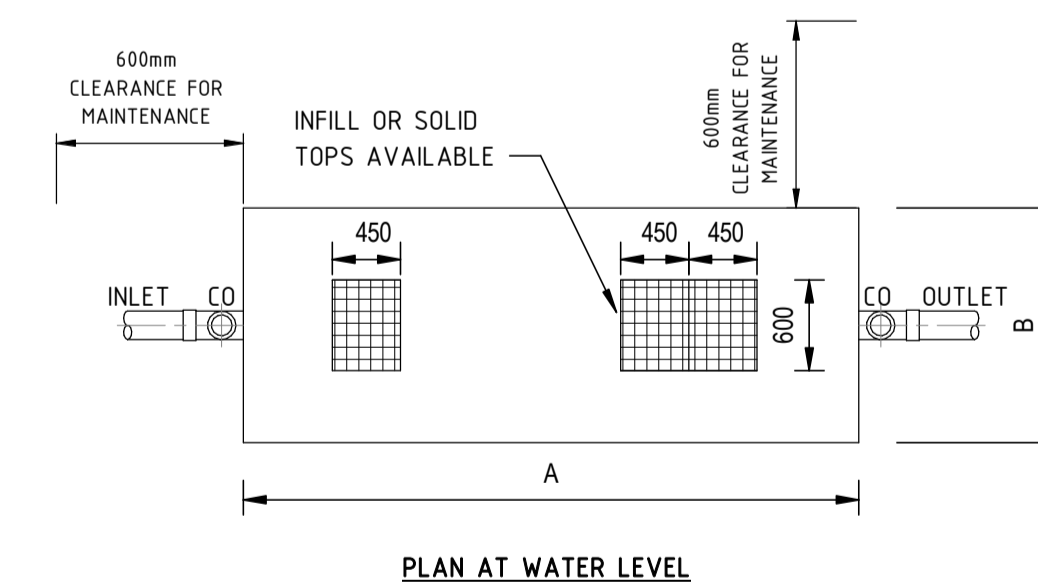 600mm
CLEARANCE FOR
MAINTENANCE
600mm
CLEARANCE FOR
MAINTENANCE
INFILL OR SOLID
TOPS AVAILABLE
450
450
450
INLET
CO
600
CO
OUTLET
B
A
PLAN AT WATER LEVEL